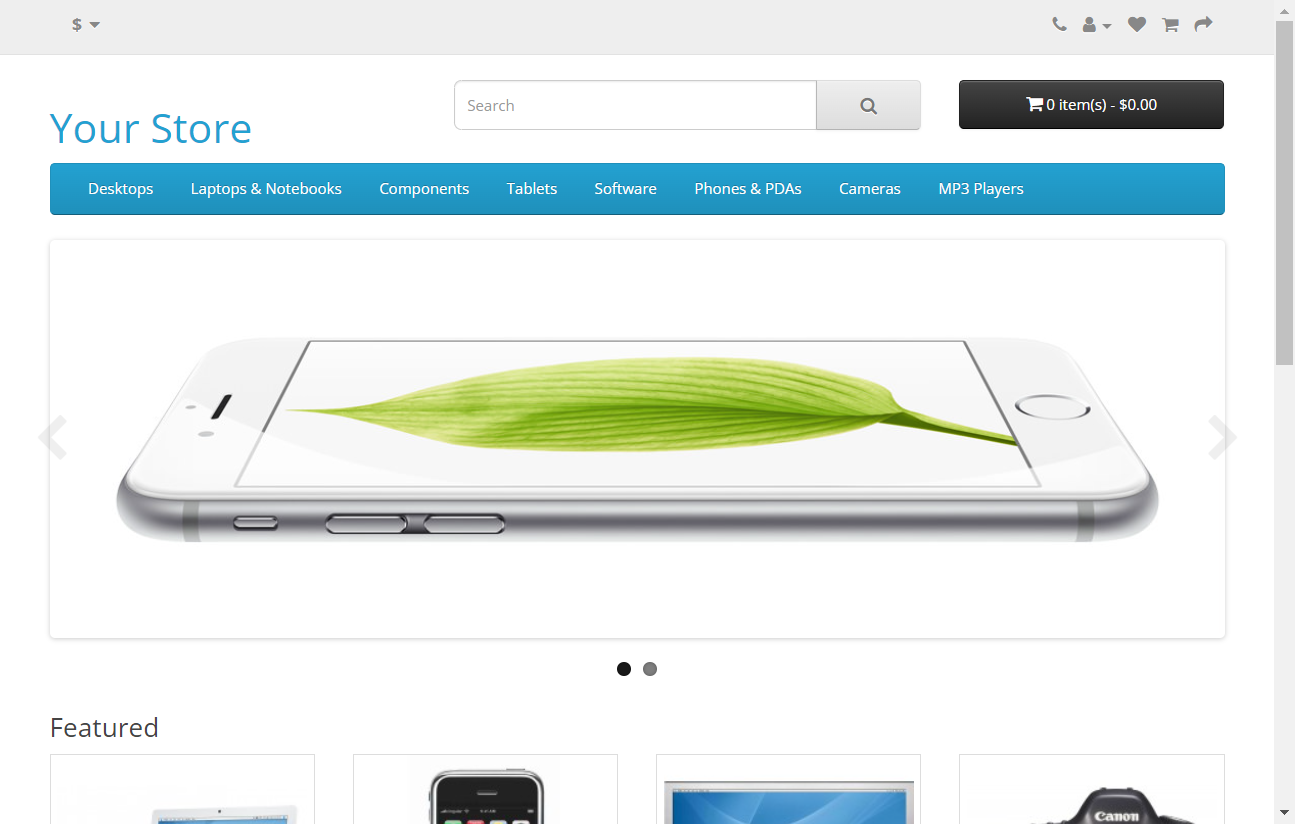 $
Your Store
Search
0 item(s) - $0.00
Desktops Laptops & Notebooks Components Tablets Software Phones & PDAs Cameras MP3 Players
Featured
Canon